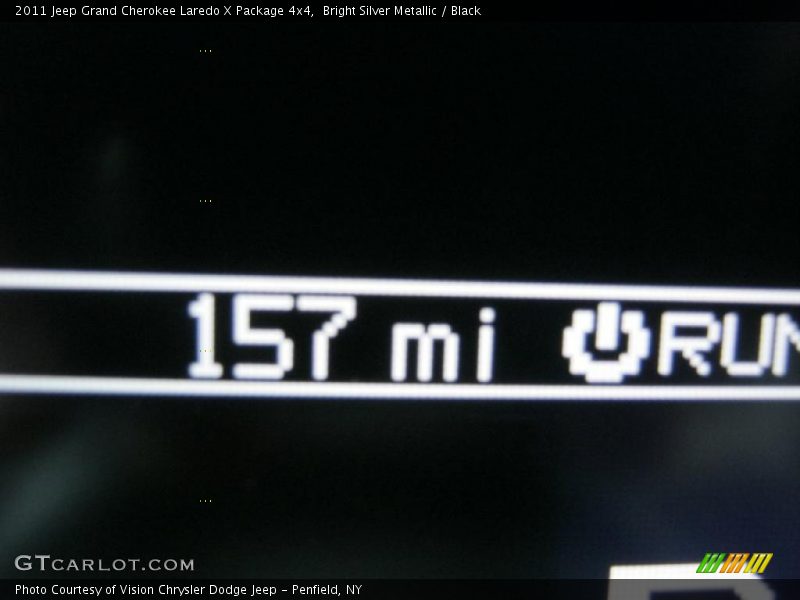 2011 Jeep Grand Cherokee Laredo X Package 4x4,  Bright Silver Metallic / Black
157 mi RUN
GTCARLOT.COM
Photo Courtesy of Vision Chrysler Dodge Jeep - Penfield, NY